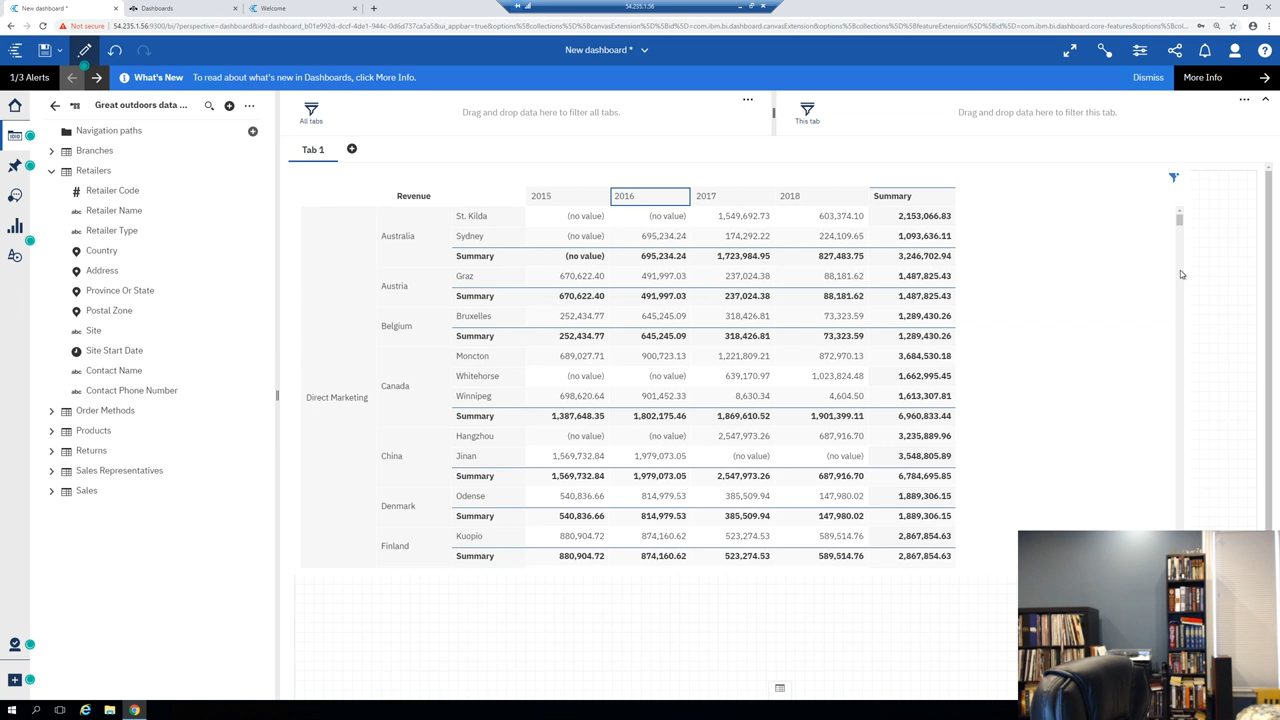 New dashboard *
Dashboards
Welcome
54.235.1.56
Not secure
New dashboard *
1/3 Alerts
What's New
To read about what's new in Dashboards, click More Info.
Dismiss
More Info
Great outdoors data ...
All tabs
Drag and drop data here to filter all tabs.
This tab
Drag and drop data here to filter this tab.
Navigation paths
Branches
Retailers
# Retailer Code
abc Retailer Name
abc Retailer Type
Country
Address
Province Or State
Postal Zone
abc Site
Site Start Date
abc Contact Name
abc Contact Phone Number
Order Methods
Products
Returns
Sales Representatives
Sales
Tab 1
Revenue 2015 2016 2017 2018 Summary
Direct Marketing
Australia
St. Kilda (no value) (no value) 1,549,692.73 603,374.10 2,153,066.83
Sydney (no value) 695,234.24 174,292.22 224,109.65 1,093,636.11
Summary (no value) 695,234.24 1,723,984.95 827,483.75 3,246,702.94
Austria
Graz 670,622.40 491,997.03 237,024.38 88,181.62 1,487,825.43
Summary 670,622.40 491,997.03 237,024.38 88,181.62 1,487,825.43
Belgium
Bruxelles 252,434.77 645,245.09 318,426.81 73,323.59 1,289,430.26
Summary 252,434.77 645,245.09 318,426.81 73,323.59 1,289,430.26
Canada
Moncton 689,027.71 900,723.13 1,221,809.21 872,970.13 3,684,530.18
Whitehorse (no value) (no value) 639,170.97 1,023,824.48 1,662,995.45
Winnipeg 698,620.64 901,452.33 8,630.34 4,604.50 1,613,307.81
Summary 1,387,648.35 1,802,175.46 1,869,610.52 1,901,399.11 6,960,833.44
China
Hangzhou (no value) (no value) 2,547,973.26 687,916.70 3,235,889.96
Jinan 1,569,732.84 1,979,073.05 (no value) (no value) 3,548,805.89
Summary 1,569,732.84 1,979,073.05 2,547,973.26 687,916.70 6,784,695.85
Denmark
Odense 540,836.66 814,979.53 385,509.94 147,980.02 1,889,306.15
Summary 540,836.66 814,979.53 385,509.94 147,980.02 1,889,306.15
Finland
Kuopio 880,904.72 874,160.62 523,274.53 589,514.76 2,867,854.63
Summary 880,904.72 874,160.62 523,274.53 589,514.76 2,867,854.63